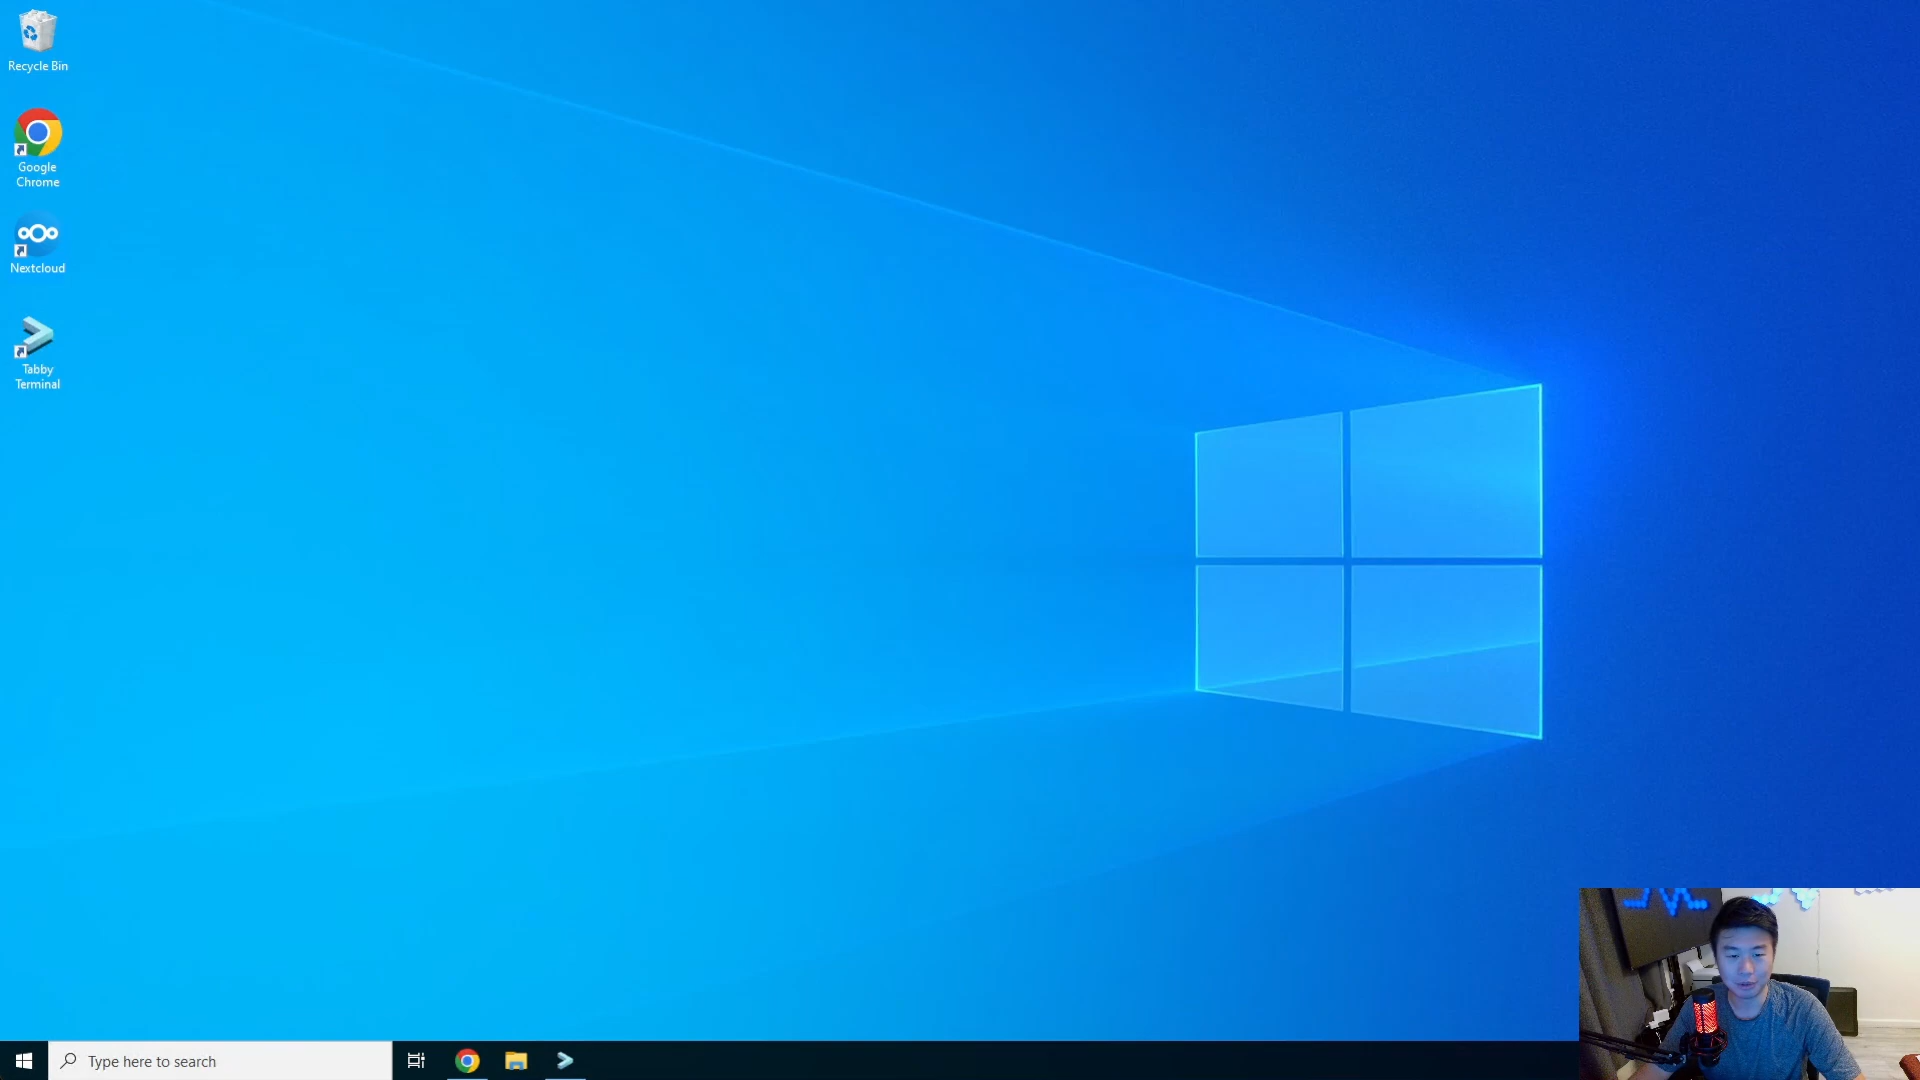 Recycle Bin
Google
Chrome
Nextcloud
Tabby
Terminal
Type here to search